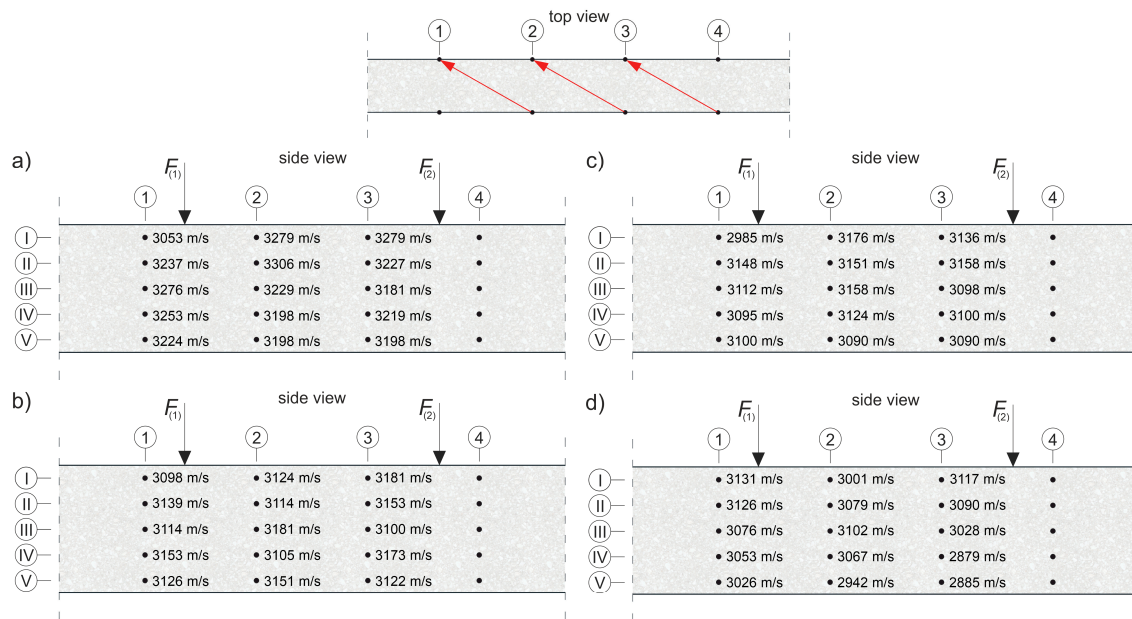 top view
1 2 3 4
a) side view
F(1) F(2)
1 2 3 4
I 3053 m/s 3279 m/s 3279 m/s
II 3237 m/s 3306 m/s 3227 m/s
III 3276 m/s 3229 m/s 3181 m/s
IV 3253 m/s 3198 m/s 3219 m/s
V 3224 m/s 3198 m/s 3198 m/s
c) side view
F(1) F(2)
1 2 3 4
I 2985 m/s 3176 m/s 3136 m/s
II 3148 m/s 3151 m/s 3158 m/s
III 3112 m/s 3158 m/s 3098 m/s
IV 3095 m/s 3124 m/s 3100 m/s
V 3100 m/s 3090 m/s 3090 m/s
b) side view
F(1) F(2)
1 2 3 4
I 3098 m/s 3124 m/s 3181 m/s
II 3139 m/s 3114 m/s 3153 m/s
III 3114 m/s 3181 m/s 3100 m/s
IV 3153 m/s 3105 m/s 3173 m/s
V 3126 m/s 3151 m/s 3122 m/s
d) side view
F(1) F(2)
1 2 3 4
I 3131 m/s 3001 m/s 3117 m/s
II 3126 m/s 3079 m/s 3090 m/s
III 3076 m/s 3102 m/s 3028 m/s
IV 3053 m/s 3067 m/s 2879 m/s
V 3026 m/s 2942 m/s 2885 m/s